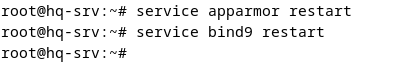 root@hq-srv:~# service apparmor restart
root@hq-srv:~# service bind9 restart
root@hq-srv:~#